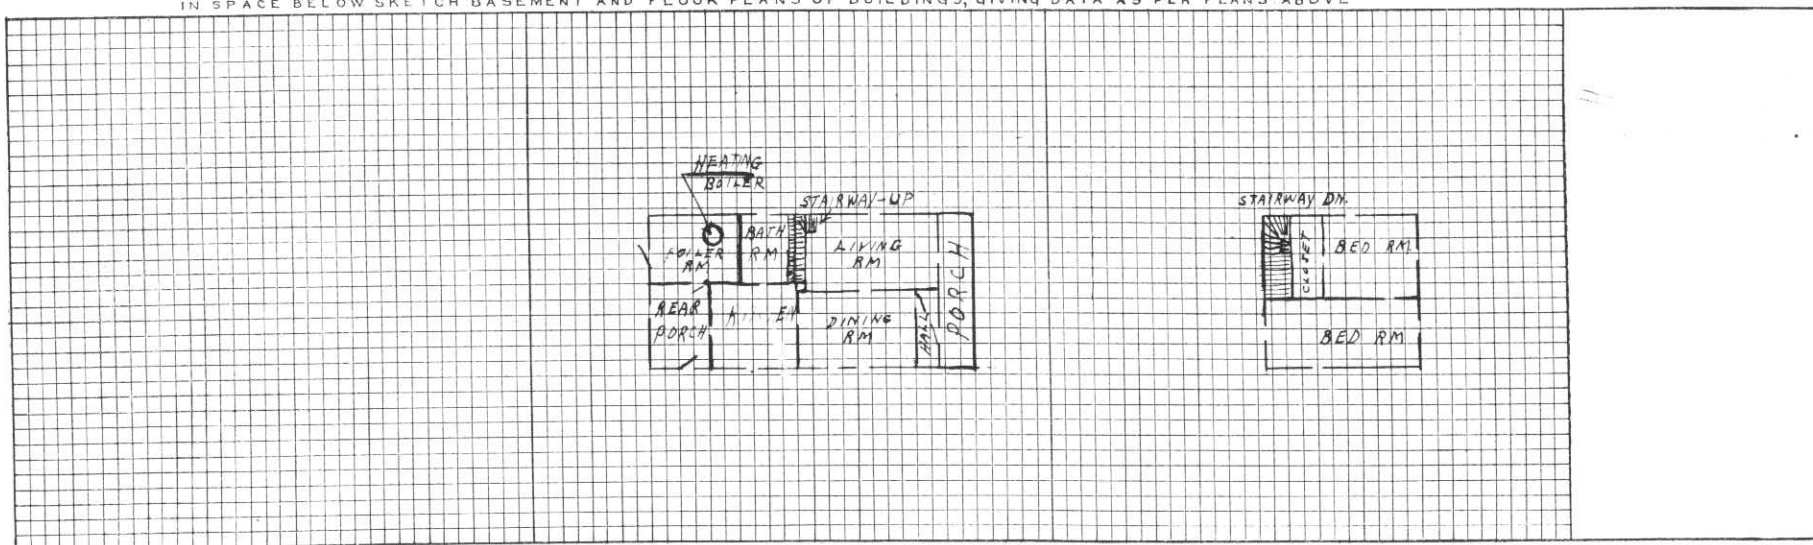 IN SPACE BELOW SKETCH BASEMENT AND FLOOR PLANS OF BUILDINGS, GIVING DATA AS PER PLANS ABOVE
HEATING
BOILER
STAIRWAY-UP
BOILER
RM
BATH
RM
LIVING
RM
PORCH
REAR
PORCH
DINING
RM
HALL
STAIRWAY DN.
CLOSET
BED RM
BED RM